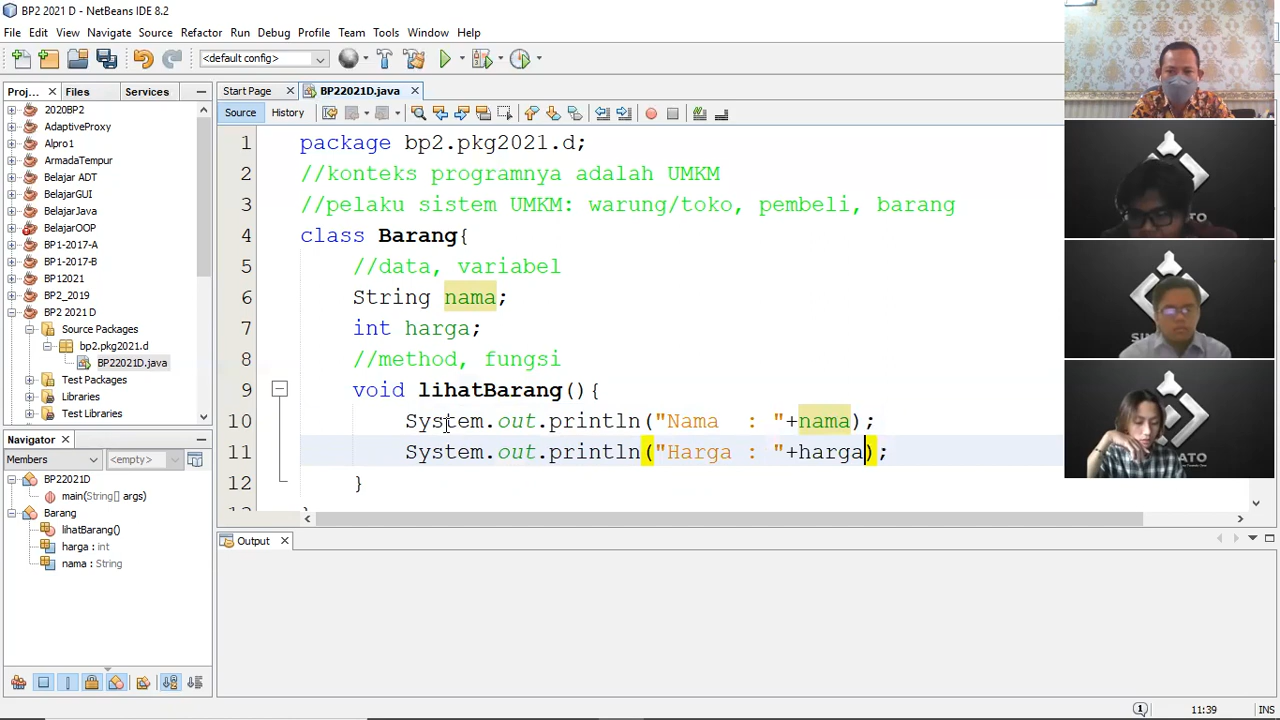 BP2 2021 D - NetBeans IDE 8.2
File Edit View Navigate Source Refactor Run Debug Profile Team Tools Window Help
<default config>
Proj... Files Services
Start Page BP22021D.java
Source History
2020BP2
AdaptiveProxy
Alpro1
ArmadaTempur
Belajar ADT
BelajarGUI
BelajarJava
BelajarOOP
BP1-2017-A
BP1-2017-B
BP12021
BP2_2019
BP2 2021 D
Source Packages
bp2.pkg2021.d
BP22021D.java
Test Packages
Libraries
Test Libraries
Navigator
Members <empty>
BP22021D
main(String[] args)
Barang
lihatBarang()
harga : int
nama : String
1 package bp2.pkg2021.d;
2 //konteks programnya adalah UMKM
3 //pelaku sistem UMKM: warung/toko, pembeli, barang
4 class Barang{
5 //data, variabel
6 String nama;
7 int harga;
8 //method, fungsi
9 void lihatBarang(){
10 System.out.println("Nama  : "+nama);
11 System.out.println("Harga : "+harga);
12 }
Output
11:39 INS